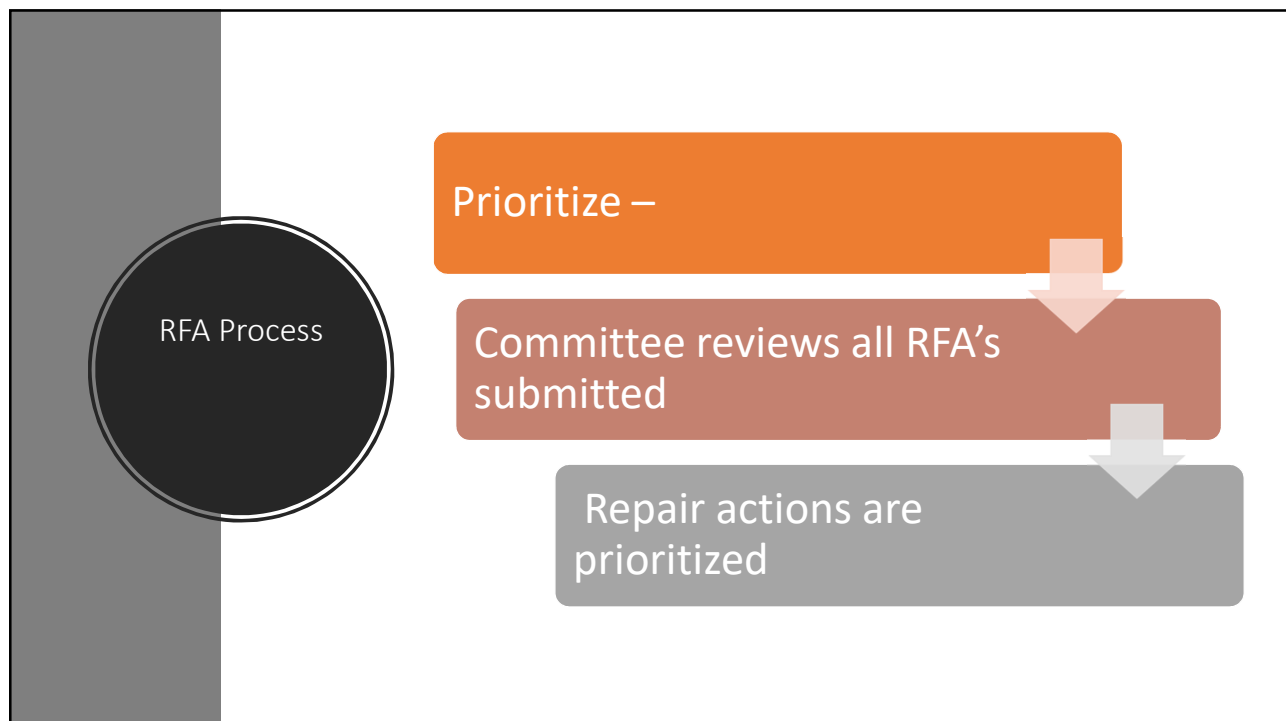 RFA Process
Prioritize –
Committee reviews all RFA’s
submitted
Repair actions are
prioritized